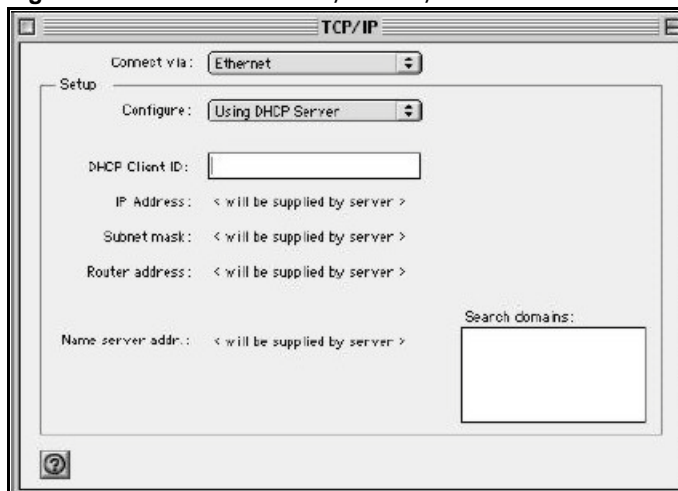 TCP/IP
Connect via: Ethernet
Setup
Configure: Using DHCP Server
DHCP Client ID:
IP Address: < will be supplied by server >
Subnet mask: < will be supplied by server >
Router address: < will be supplied by server >
Search domains:
Name server addr.: < will be supplied by server >
?